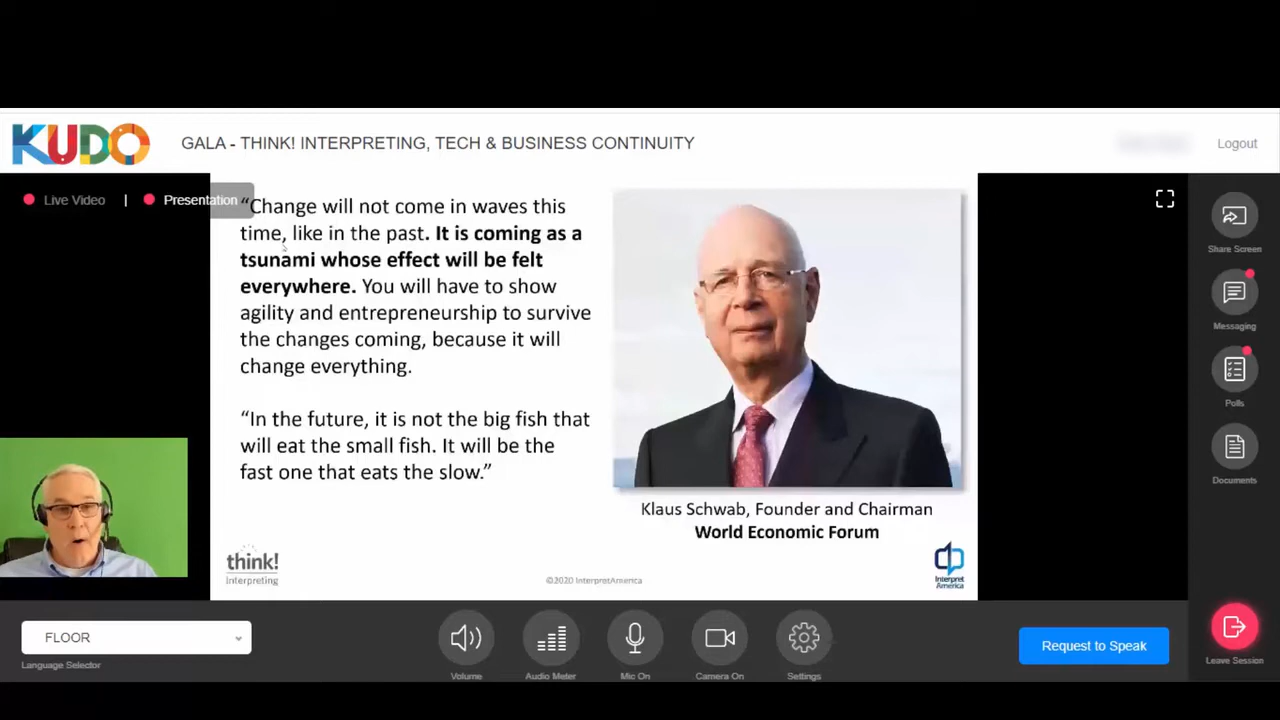 KUDO
GALA - THINK! INTERPRETING, TECH & BUSINESS CONTINUITY
Logout
Live Video | Presentation
“Change will not come in waves this
time, like in the past. It is coming as a
tsunami whose effect will be felt
everywhere. You will have to show
agility and entrepreneurship to survive
the changes coming, because it will
change everything.
“In the future, it is not the big fish that
will eat the small fish. It will be the
fast one that eats the slow.”
Klaus Schwab, Founder and Chairman
World Economic Forum
think!
interpreting
©2020 InterpretAmerica
Interpret
America
Share Screen
Messaging
Polls
Documents
Leave Session
FLOOR
Language Selector
Volume
Audio Meter
Mic On
Camera On
Settings
Request to Speak